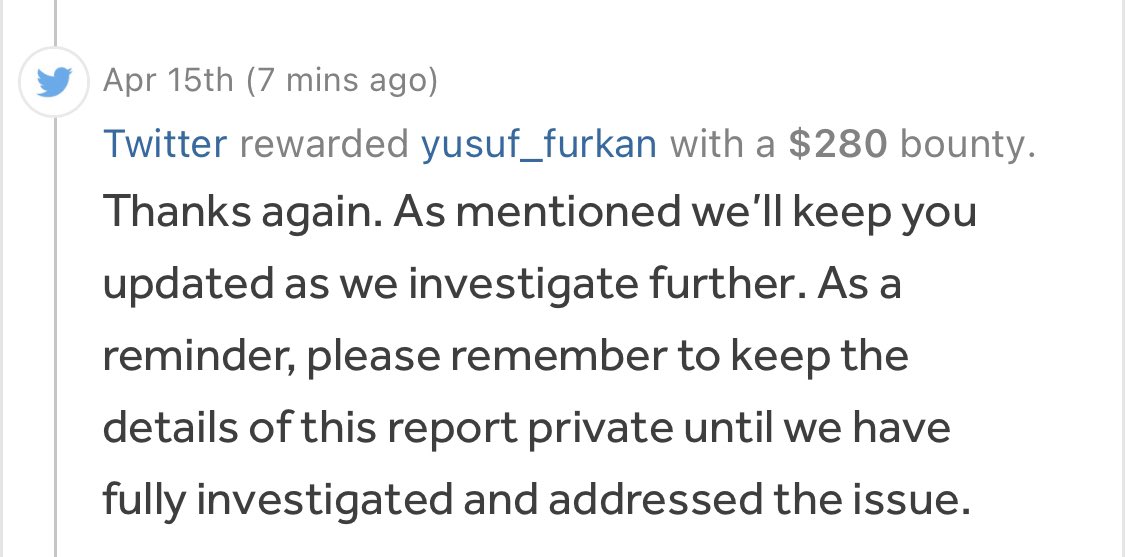 Apr 15th (7 mins ago)
Twitter rewarded yusuf_furkan with a $280 bounty.
Thanks again. As mentioned we'll keep you
updated as we investigate further. As a
reminder, please remember to keep the
details of this report private until we have
fully investigated and addressed the issue.